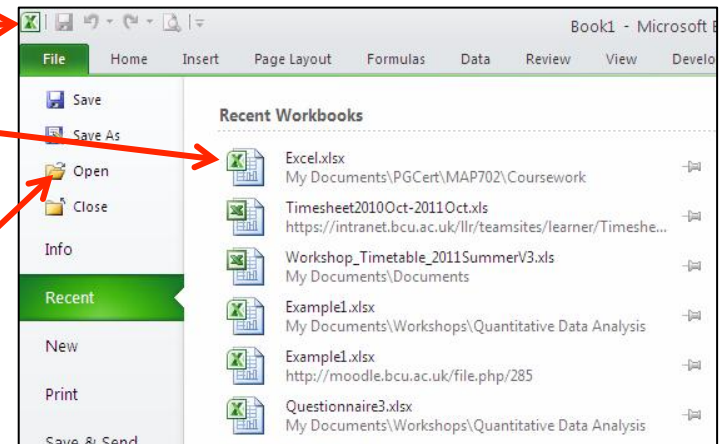 Book1 - Microsoft E
File Home Insert Page Layout Formulas Data Review View Develo
Save
Save As
Open
Close
Info
Recent
New
Print
Save & Send
Recent Workbooks
Excel.xlsx
My Documents\PGCert\MAP702\Coursework
Timesheet2010Oct-2011Oct.xls
https://intranet.bcu.ac.uk/llr/teamsites/learner/Timeshe...
Workshop_Timetable_2011SummerV3.xls
My Documents\Documents
Example1.xlsx
My Documents\Workshops\Quantitative Data Analysis
Example1.xlsx
http://moodle.bcu.ac.uk/file.php/285
Questionnaire3.xlsx
My Documents\Workshops\Quantitative Data Analysis